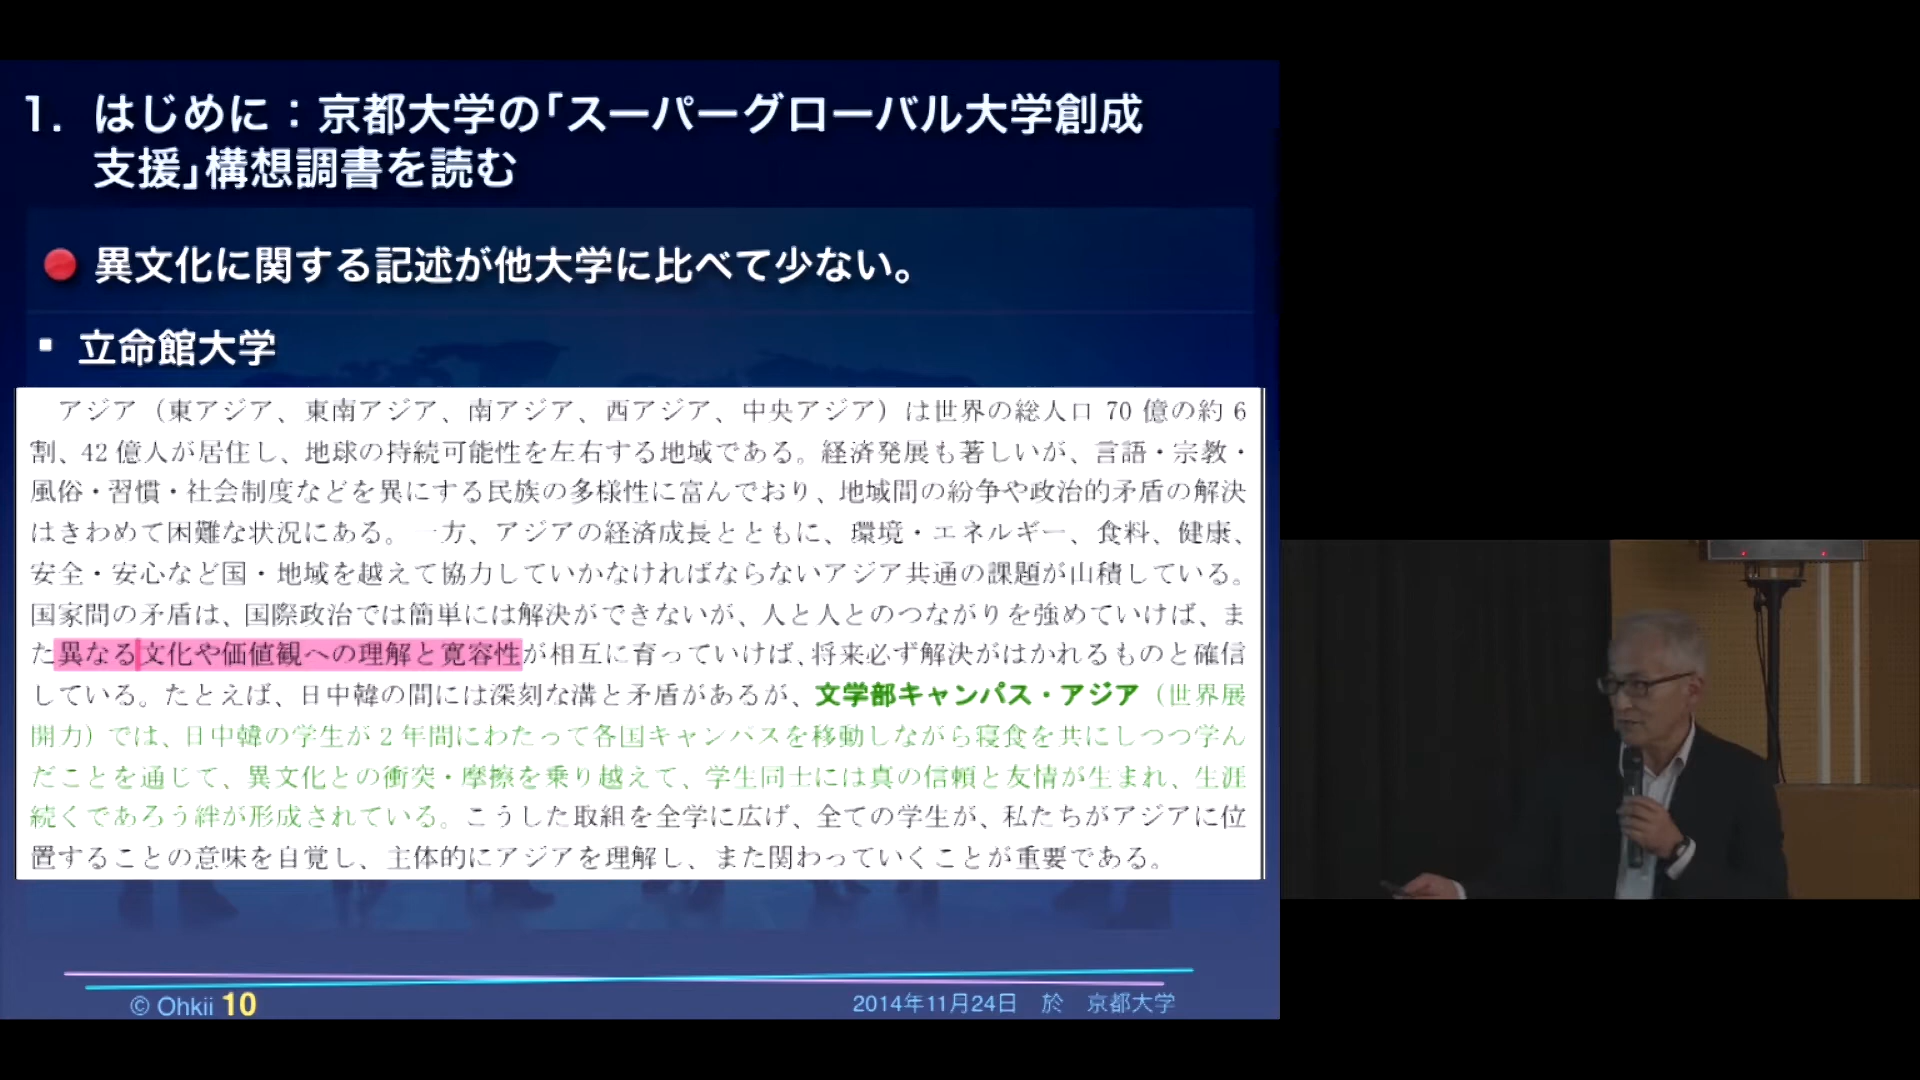 1. はじめに：京都大学の「スーパーグローバル大学創成
支援」構想調書を読む
異文化に関する記述が他大学に比べて少ない。
立命館大学
アジア（東アジア、東南アジア、南アジア、西アジア、中央アジア）は世界の総人口 70 億の約 6
割、42 億人が居住し、地球の持続可能性を左右する地域である。経済発展も著しいが、言語・宗教・
風俗・習慣・社会制度などを異にする民族の多様性に富んでおり、地域間の紛争や政治的矛盾の解決
はきわめて困難な状況にある。一方、アジアの経済成長とともに、環境・エネルギー、食料、健康、
安全・安心など国・地域を越えて協力していかなければならないアジア共通の課題が山積している。
国家間の矛盾は、国際政治では簡単には解決ができないが、人と人とのつながりを強めていけば、ま
た異なる文化や価値観への理解と寛容性が相互に育っていけば、将来必ず解決がはかれるものと確信
している。たとえば、日中韓の間には深刻な溝と矛盾があるが、文学部キャンパス・アジア（世界展
開力）では、日中韓の学生が 2 年間にわたって各国キャンパスを移動しながら寝食を共にしつつ学ん
だことを通じて、異文化との衝突・摩擦を乗り越えて、学生同士には真の信頼と友情が生まれ、生涯
続くであろう絆が形成されている。こうした取組を全学に広げ、全ての学生が、私たちがアジアに位
置することの意味を自覚し、主体的にアジアを理解し、また関わっていくことが重要である。
© Ohkii 10
2014年11月24日 於 京都大学